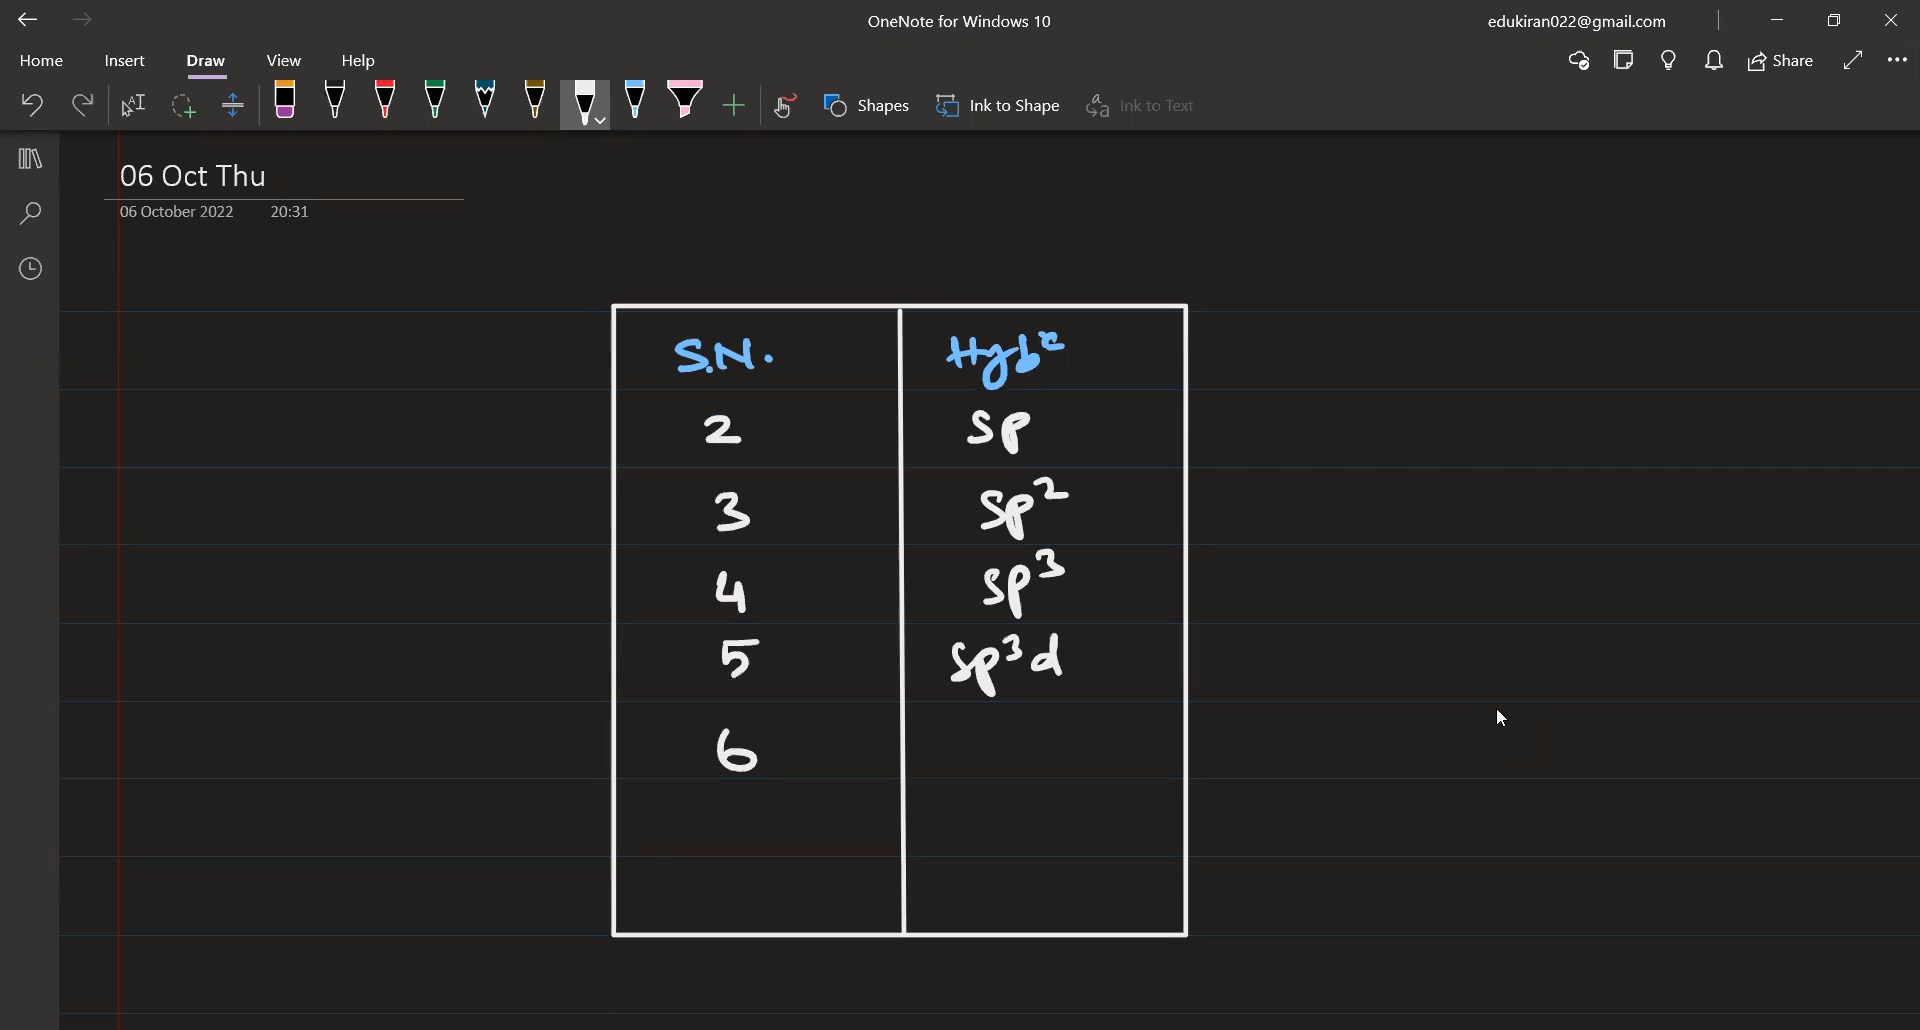 OneNote for Windows 10
edukiran022@gmail.com
Home Insert Draw View Help
Share
Shapes Ink to Shape Ink to Text
06 Oct Thu
06 October 2022 20:31
S.N. Hybⁿ
2 sp
3 sp²
4 sp³
5 sp³d
6